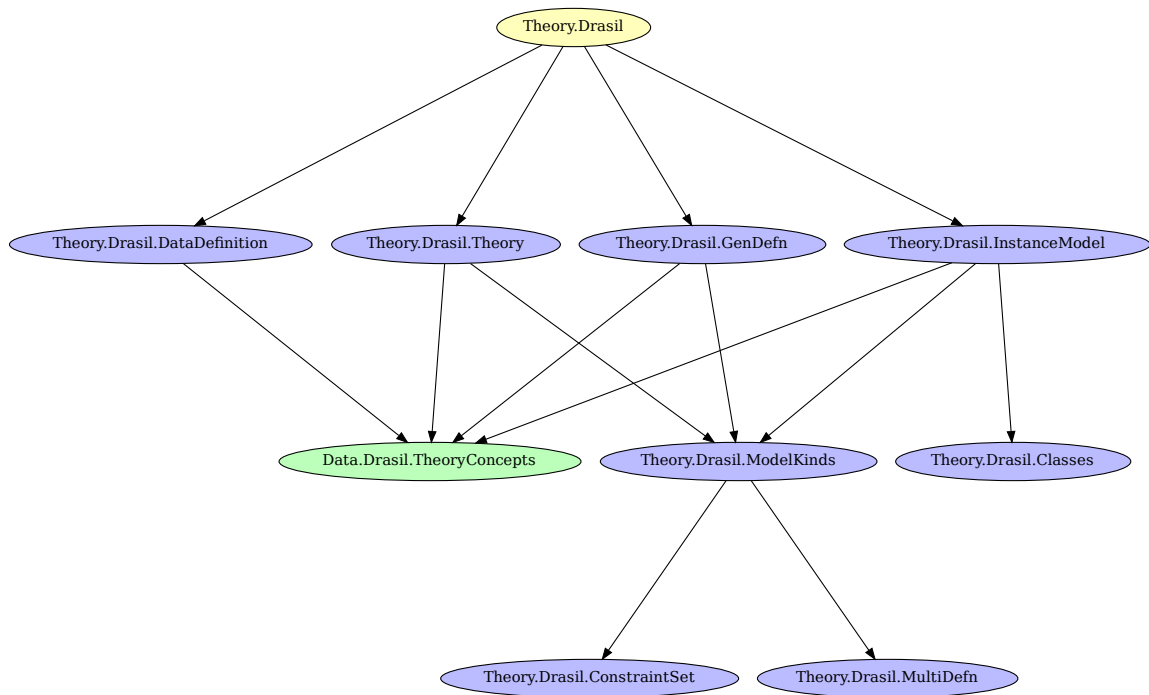 Theory.Drasil
Theory.Drasil.DataDefinition
Theory.Drasil.Theory
Theory.Drasil.GenDefn
Theory.Drasil.InstanceModel
Data.Drasil.TheoryConcepts
Theory.Drasil.ModelKinds
Theory.Drasil.Classes
Theory.Drasil.ConstraintSet
Theory.Drasil.MultiDefn